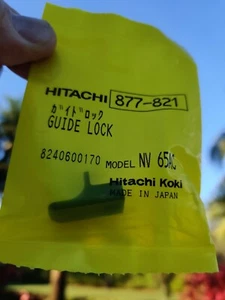 HITACHI 877-821
ｶﾞｲﾄﾞﾛｯｸ
GUIDE LOCK
8240600170 MODEL NV 65AC
Hitachi Koki
MADE IN JAPAN